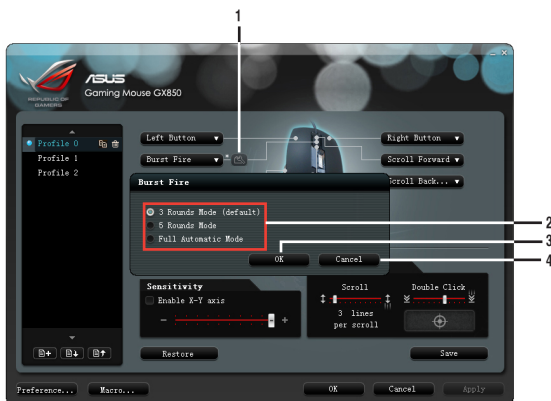 1
REPUBLIC OF
GAMERS
ASUS
Gaming Mouse GX850
Profile 0
Profile 1
Profile 2
Left Button
Burst Fire
Right Button
Scroll Forward
Scroll Back...
Burst Fire
3 Rounds Mode (default)
5 Rounds Mode
Full Automatic Mode
OK
Cancel
2
3
4
Sensitivity
Enable X-Y axis
Scroll
3 lines
per scroll
Double Click
Restore
Save
Preference...
Macro...
OK
Cancel
Apply